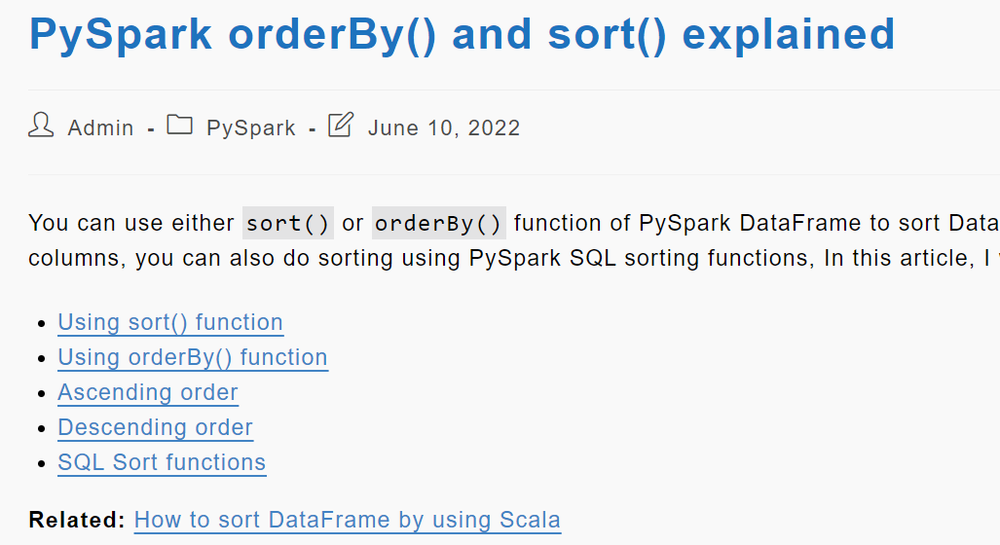 PySpark orderBy() and sort() explained
Admin - PySpark - June 10, 2022
You can use either sort() or orderBy() function of PySpark DataFrame to sort Data
columns, you can also do sorting using PySpark SQL sorting functions, In this article, I
Using sort() function
Using orderBy() function
Ascending order
Descending order
SQL Sort functions
Related: How to sort DataFrame by using Scala